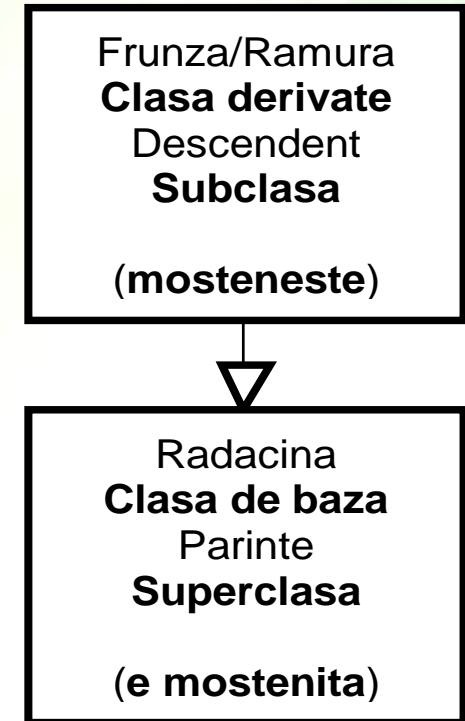 Frunza/Ramura
Clasa derivate
Descendent
Subclasa
(mosteneste)
Radacina
Clasa de baza
Parinte
Superclasa
(e mostenita)